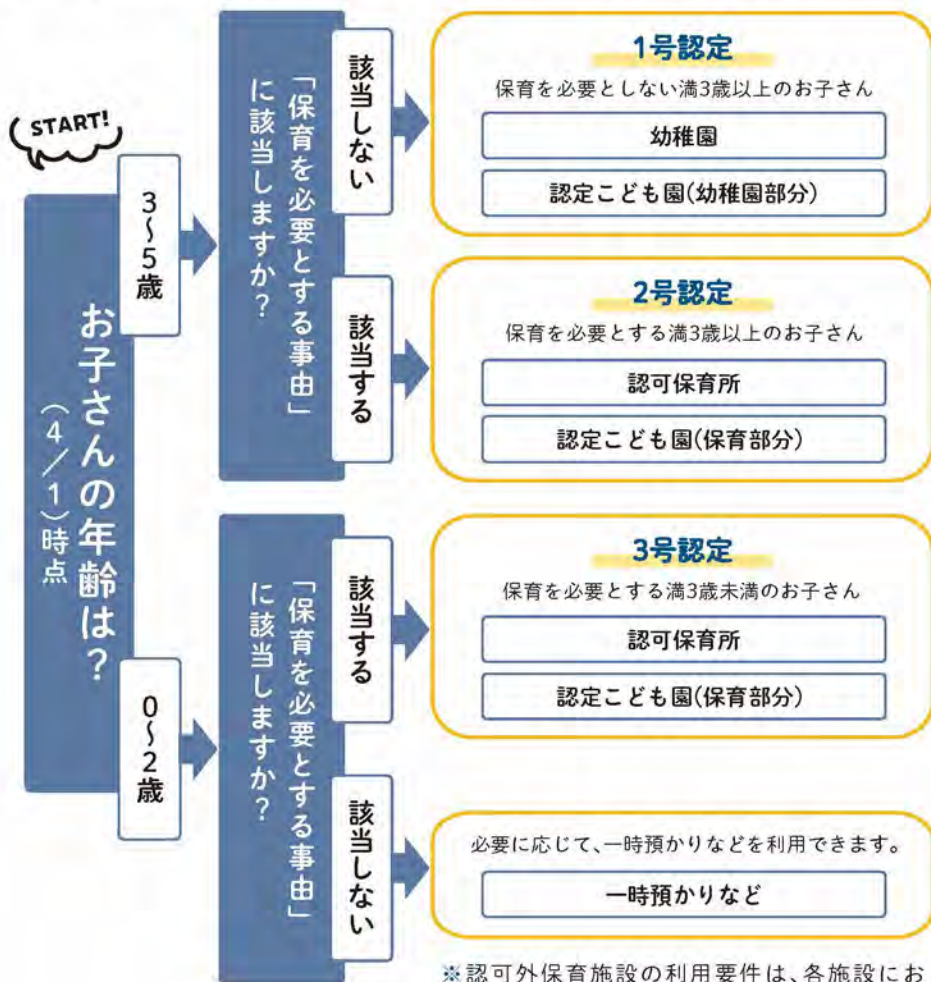 START!
お子さんの年齢は？
（4／1）時点
3～5歳
「保育を必要とする事由」
に該当しますか？
該当しない
1号認定
保育を必要としない満3歳以上のお子さん
幼稚園
認定こども園(幼稚園部分)
該当する
2号認定
保育を必要とする満3歳以上のお子さん
認可保育所
認定こども園(保育部分)
0～2歳
「保育を必要とする事由」
に該当しますか？
該当する
3号認定
保育を必要とする満3歳未満のお子さん
認可保育所
認定こども園(保育部分)
該当しない
必要に応じて、一時預かりなどを利用できます。
一時預かりなど
※認可外保育施設の利用要件は、各施設にお